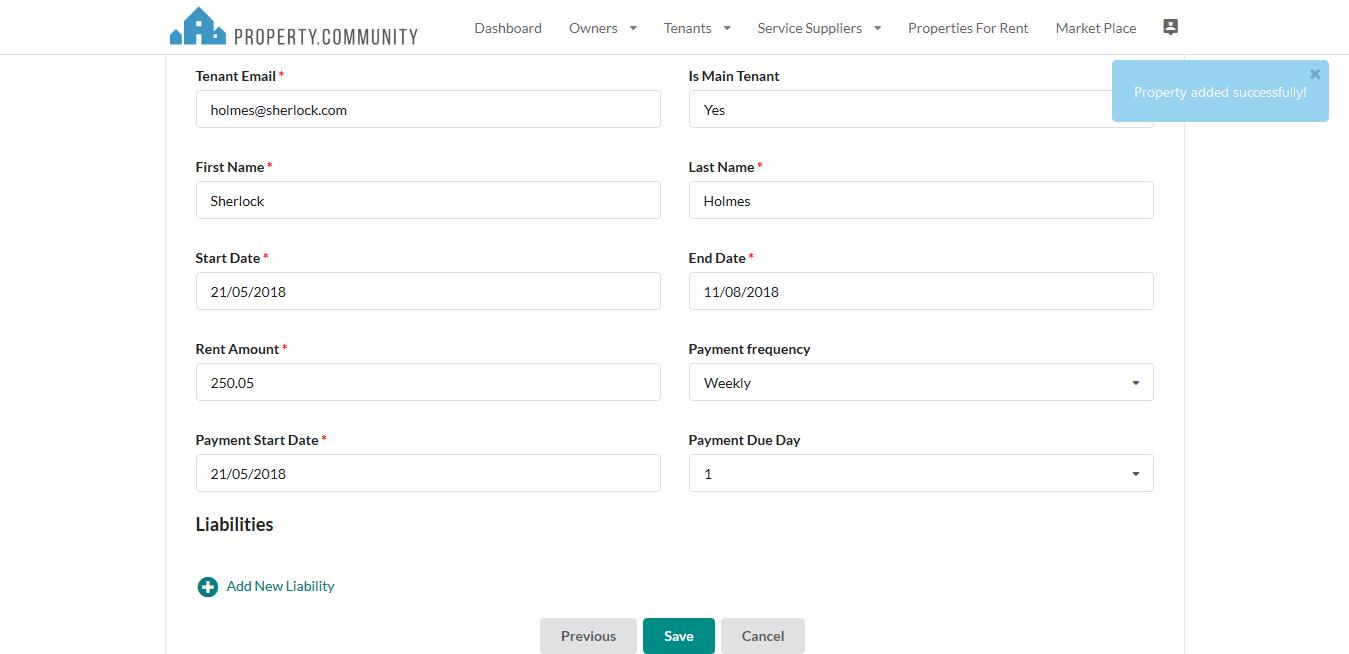 PROPERTY.COMMUNITY Dashboard Owners Tenants Service Suppliers Properties For Rent Market Place
Property added successfully!
Tenant Email * Is Main Tenant
holmes@sherlock.com Yes
First Name * Last Name *
Sherlock Holmes
Start Date * End Date *
21/05/2018 11/08/2018
Rent Amount * Payment frequency
250.05 Weekly
Payment Start Date * Payment Due Day
21/05/2018 1
Liabilities
Add New Liability
Previous Save Cancel